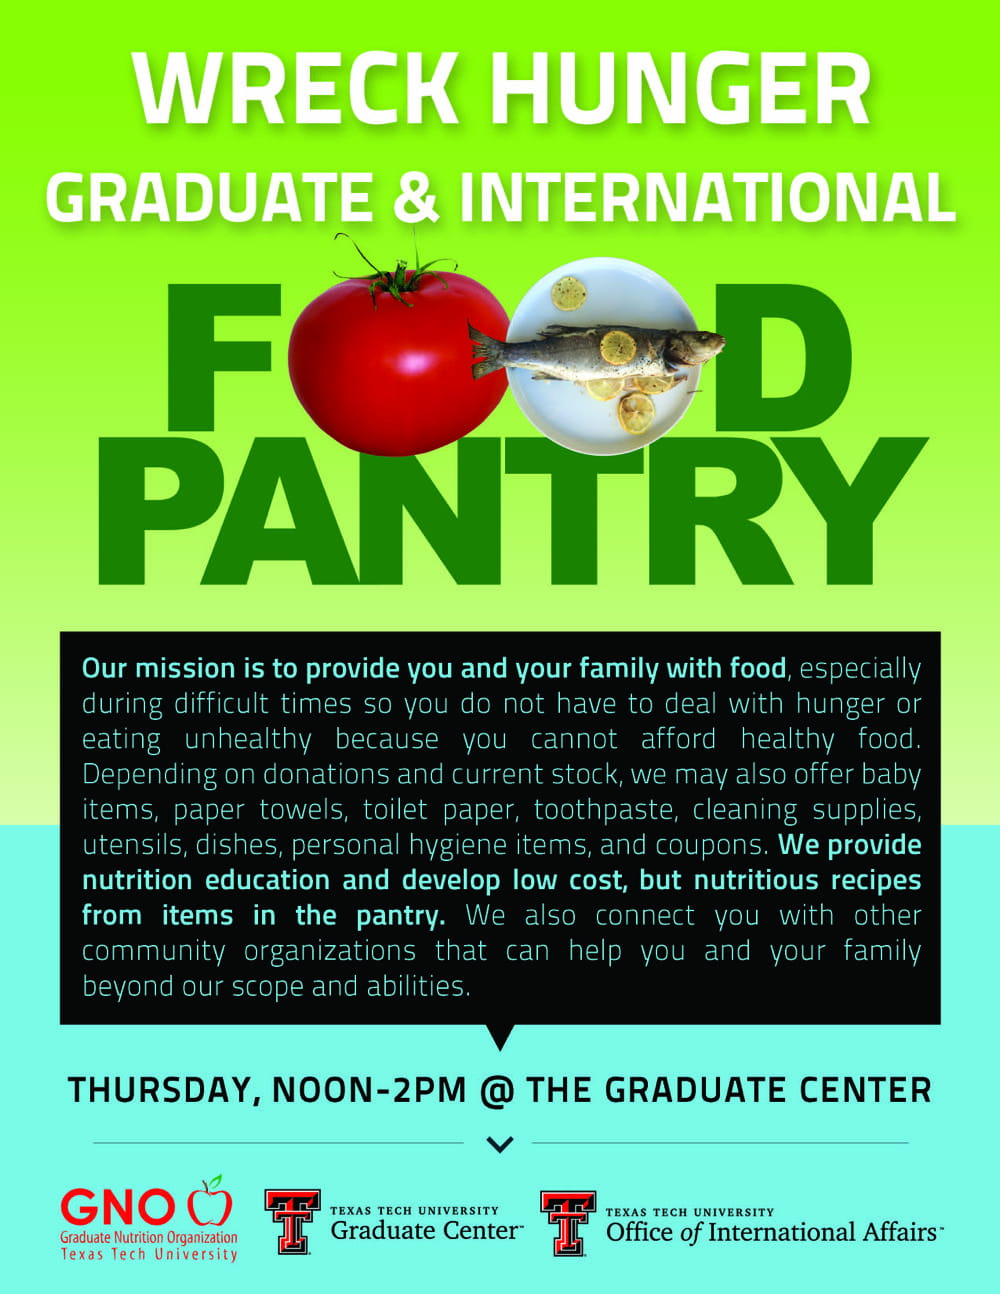 WRECK HUNGER
GRADUATE & INTERNATIONAL
FOOD
PANTRY
Our mission is to provide you and your family with food, especially
during difficult times so you do not have to deal with hunger or
eating unhealthy because you cannot afford healthy food.
Depending on donations and current stock, we may also offer baby
items, paper towels, toilet paper, toothpaste, cleaning supplies,
utensils, dishes, personal hygiene items, and coupons. We provide
nutrition education and develop low cost, but nutritious recipes
from items in the pantry. We also connect you with other
community organizations that can help you and your family
beyond our scope and abilities.
THURSDAY, NOON-2PM @ THE GRADUATE CENTER
GNO
Graduate Nutrition Organization
Texas Tech University
TEXAS TECH UNIVERSITY
Graduate Center™
TEXAS TECH UNIVERSITY
Office of International Affairs™